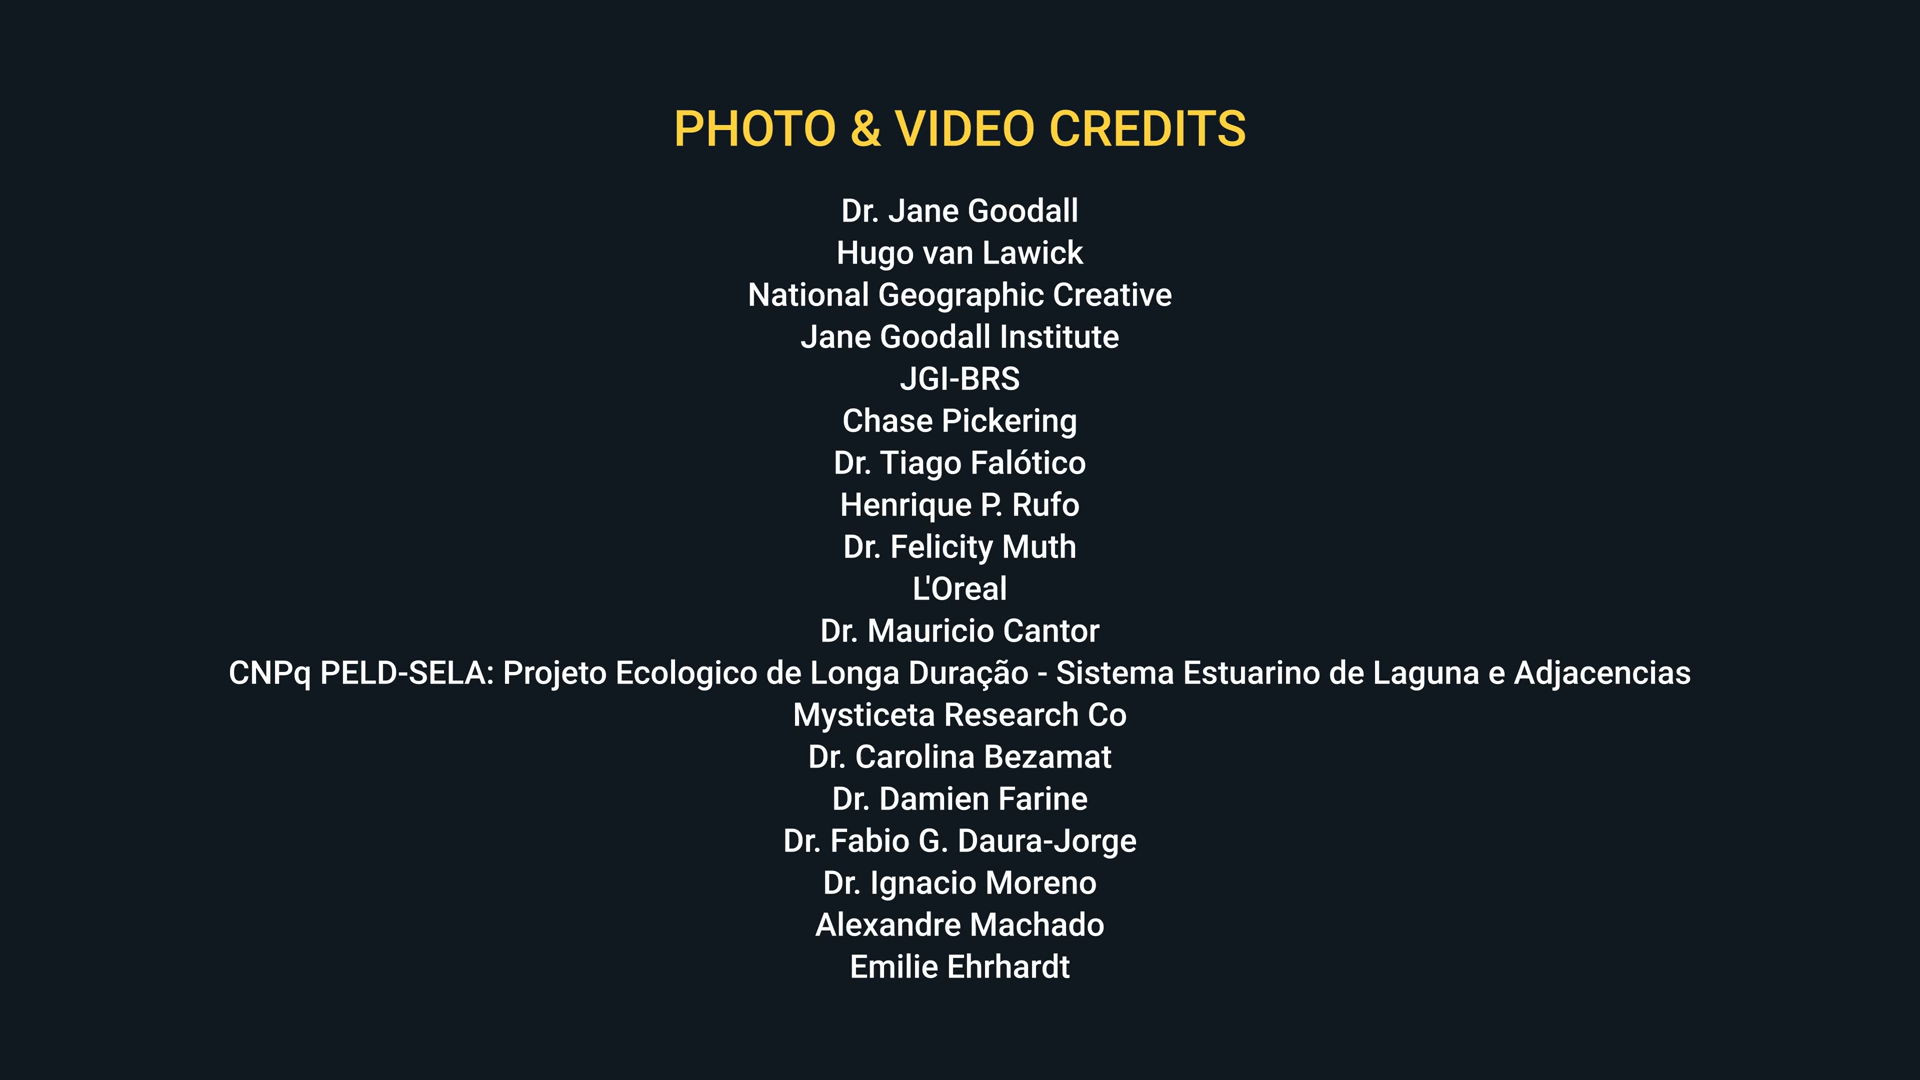 PHOTO & VIDEO CREDITS
Dr. Jane Goodall
Hugo van Lawick
National Geographic Creative
Jane Goodall Institute
JGI-BRS
Chase Pickering
Dr. Tiago Falótico
Henrique P. Rufo
Dr. Felicity Muth
L'Oreal
Dr. Mauricio Cantor
CNPq PELD-SELA: Projeto Ecologico de Longa Duração - Sistema Estuarino de Laguna e Adjacencias
Mysticeta Research Co
Dr. Carolina Bezamat
Dr. Damien Farine
Dr. Fabio G. Daura-Jorge
Dr. Ignacio Moreno
Alexandre Machado
Emilie Ehrhardt